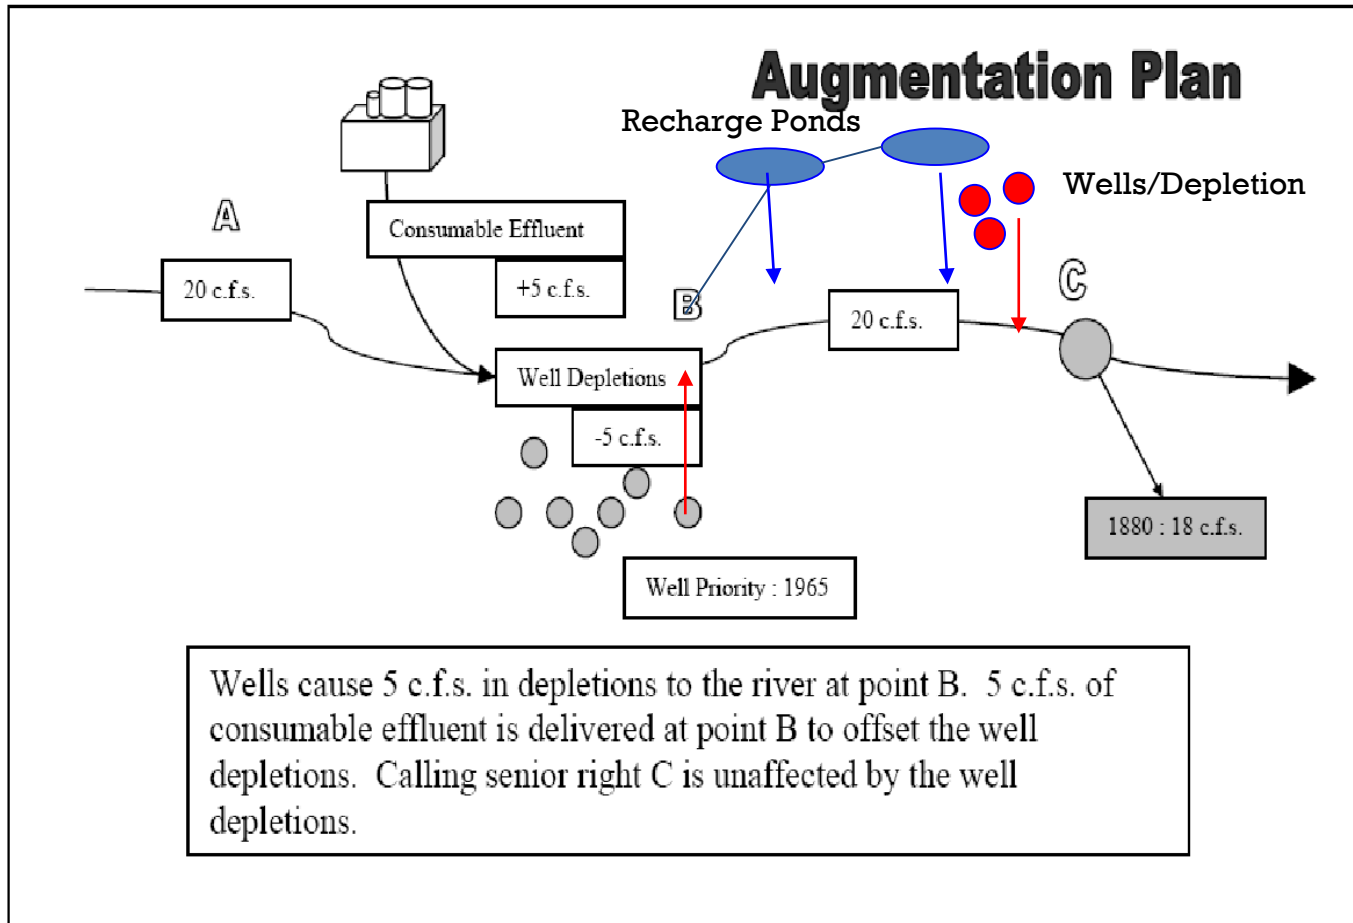 Augmentation Plan
Recharge Ponds
Wells/Depletion
A
Consumable Effluent
+5 c.f.s.
20 c.f.s.
B
C
20 c.f.s.
Well Depletions
-5 c.f.s.
1880 : 18 c.f.s.
Well Priority : 1965
Wells cause 5 c.f.s. in depletions to the river at point B.  5 c.f.s. of
consumable effluent is delivered at point B to offset the well
depletions.  Calling senior right C is unaffected by the well
depletions.